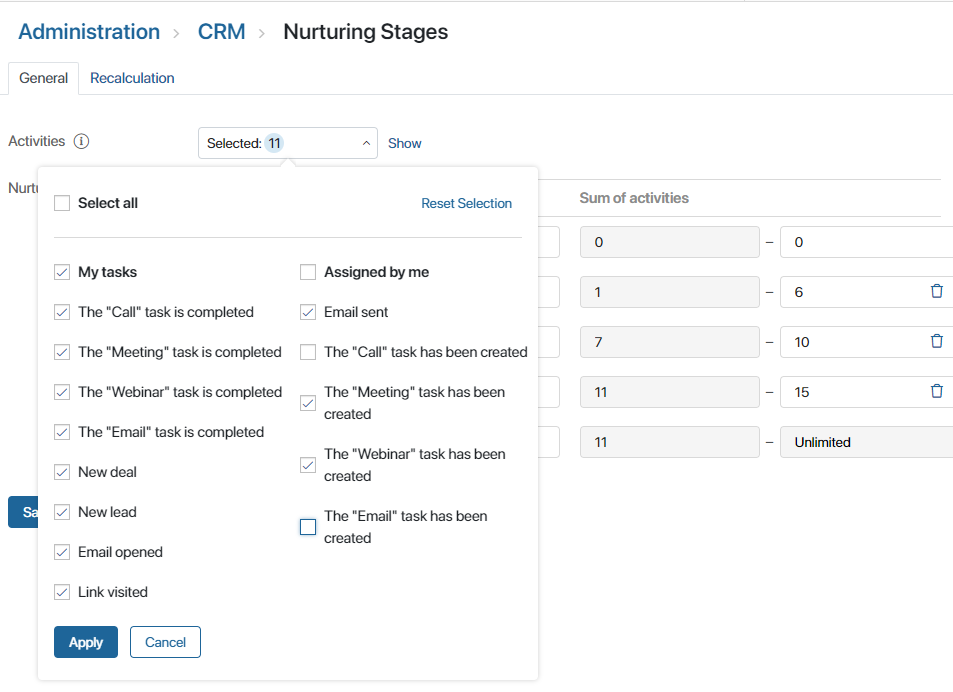 Administration > CRM > Nurturing Stages
General Recalculation
Activities i Selected: 11 Show
Nurtu
Select all Reset Selection Sum of activities
0 – 0
My tasks Assigned by me
1 – 6
The "Call" task is completed Email sent
7 – 10
The "Meeting" task is completed The "Call" task has been created
The "Webinar" task is completed The "Meeting" task has been
created
11 – 15
The "Email" task is completed
The "Webinar" task has been
created
11 – Unlimited
New deal
New lead
The "Email" task has been
created
Sa
Email opened
Link visited
Apply Cancel